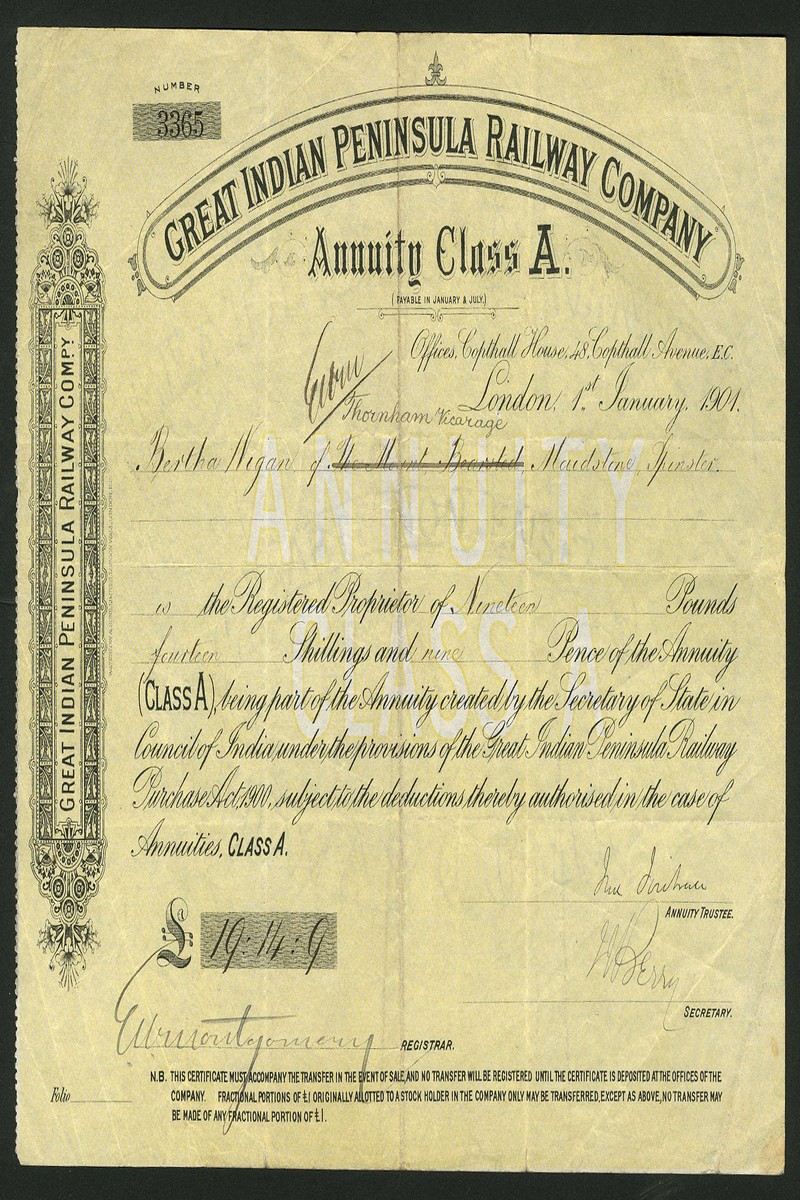 NUMBER
3365
GREAT INDIAN PENINSULA RAILWAY COMPANY
Annuity Class A.
(PAYABLE IN JANUARY & JULY.)
Offices, Copthall House, 48, Copthall Avenue, E.C.
London, 1st January, 1901.
Thornham Vicarage
Bertha Wigan of The Mount Bearsted, Maidstone, Spinster.
ANNUITY
is the Registered Proprietor of Nineteen Pounds
fourteen Shillings and nine Pence of the Annuity
CLASS A
(CLASS A), being part of the Annuity created by the Secretary of State in
Council of India under the provisions of the Great Indian Peninsula Railway
Purchase Act, 1900, subject to the deductions thereby authorised in the case of
Annuities, CLASS A.
ANNUITY TRUSTEE.
£ 19:14:9
Berry
SECRETARY.
Montgomery REGISTRAR.
N.B. THIS CERTIFICATE MUST ACCOMPANY THE TRANSFER IN THE EVENT OF SALE, AND NO TRANSFER WILL BE REGISTERED UNTIL THE CERTIFICATE IS DEPOSITED AT THE OFFICES OF THE
COMPANY. FRACTIONAL PORTIONS OF £1 ORIGINALLY ALLOTTED TO A STOCK HOLDER IN THE COMPANY ONLY MAY BE TRANSFERRED, EXCEPT AS ABOVE, NO TRANSFER MAY
BE MADE OF ANY FRACTIONAL PORTION OF £1.
Folio
GREAT INDIAN PENINSULA RAILWAY COMPY.